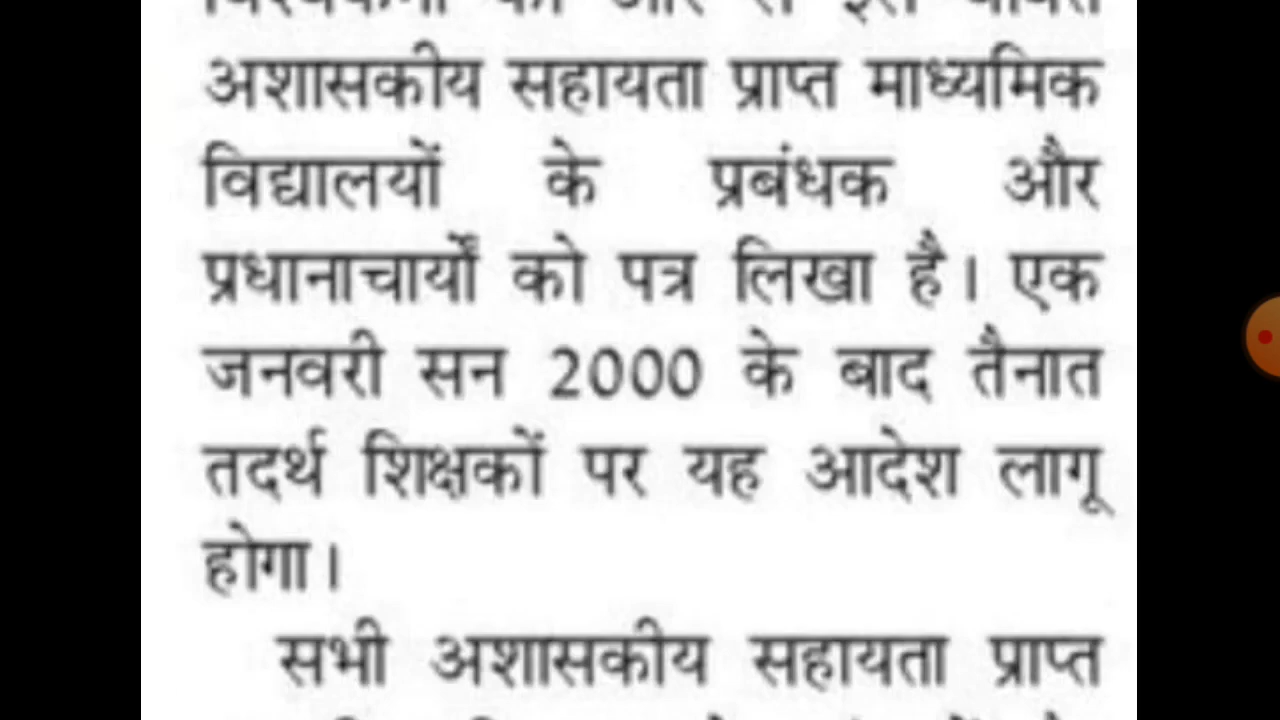 अशासकीय सहायता प्राप्त माध्यमिक
विद्यालयों के प्रबंधक और
प्रधानाचार्यों को पत्र लिखा है। एक
जनवरी सन 2000 के बाद तैनात
तदर्थ शिक्षकों पर यह आदेश लागू
होगा।
सभी अशासकीय सहायता प्राप्त